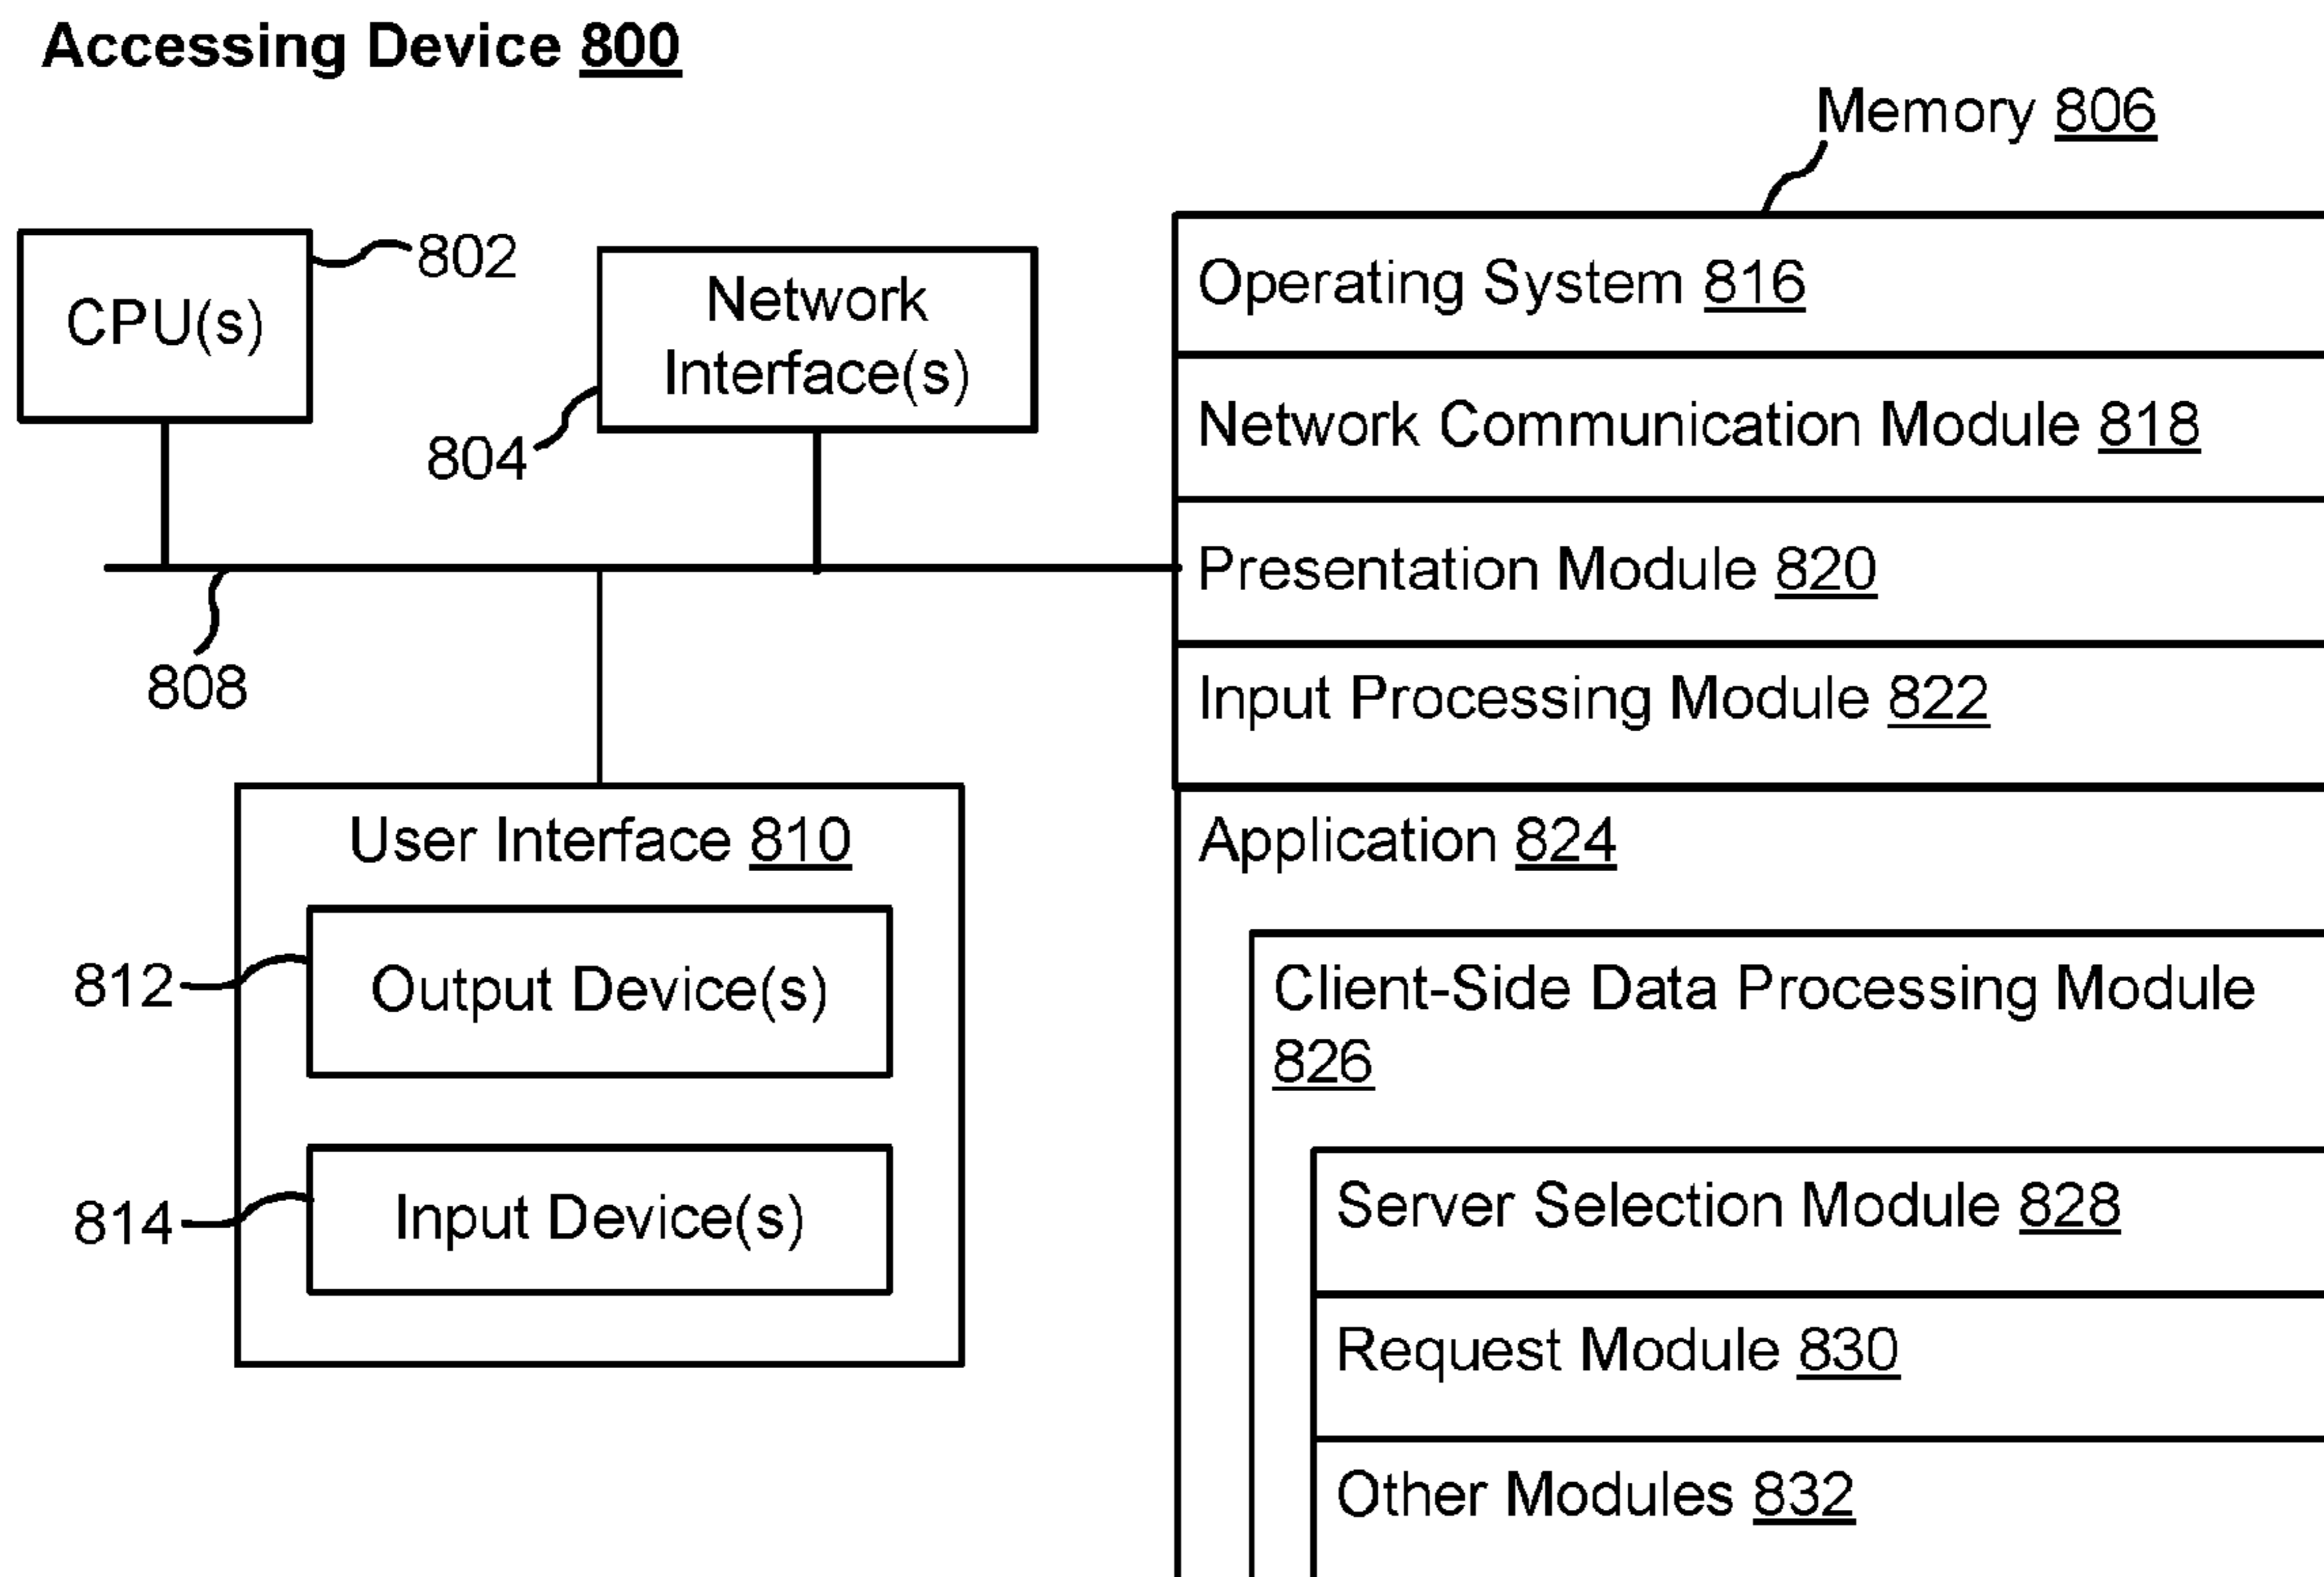 Accessing Device 800
Memory 806
CPU(s)
802
Network
Interface(s)
804
808
User Interface 810
812
Output Device(s)
814
Input Device(s)
Operating System 816
Network Communication Module 818
Presentation Module 820
Input Processing Module 822
Application 824
Client-Side Data Processing Module
826
Server Selection Module 828
Request Module 830
Other Modules 832